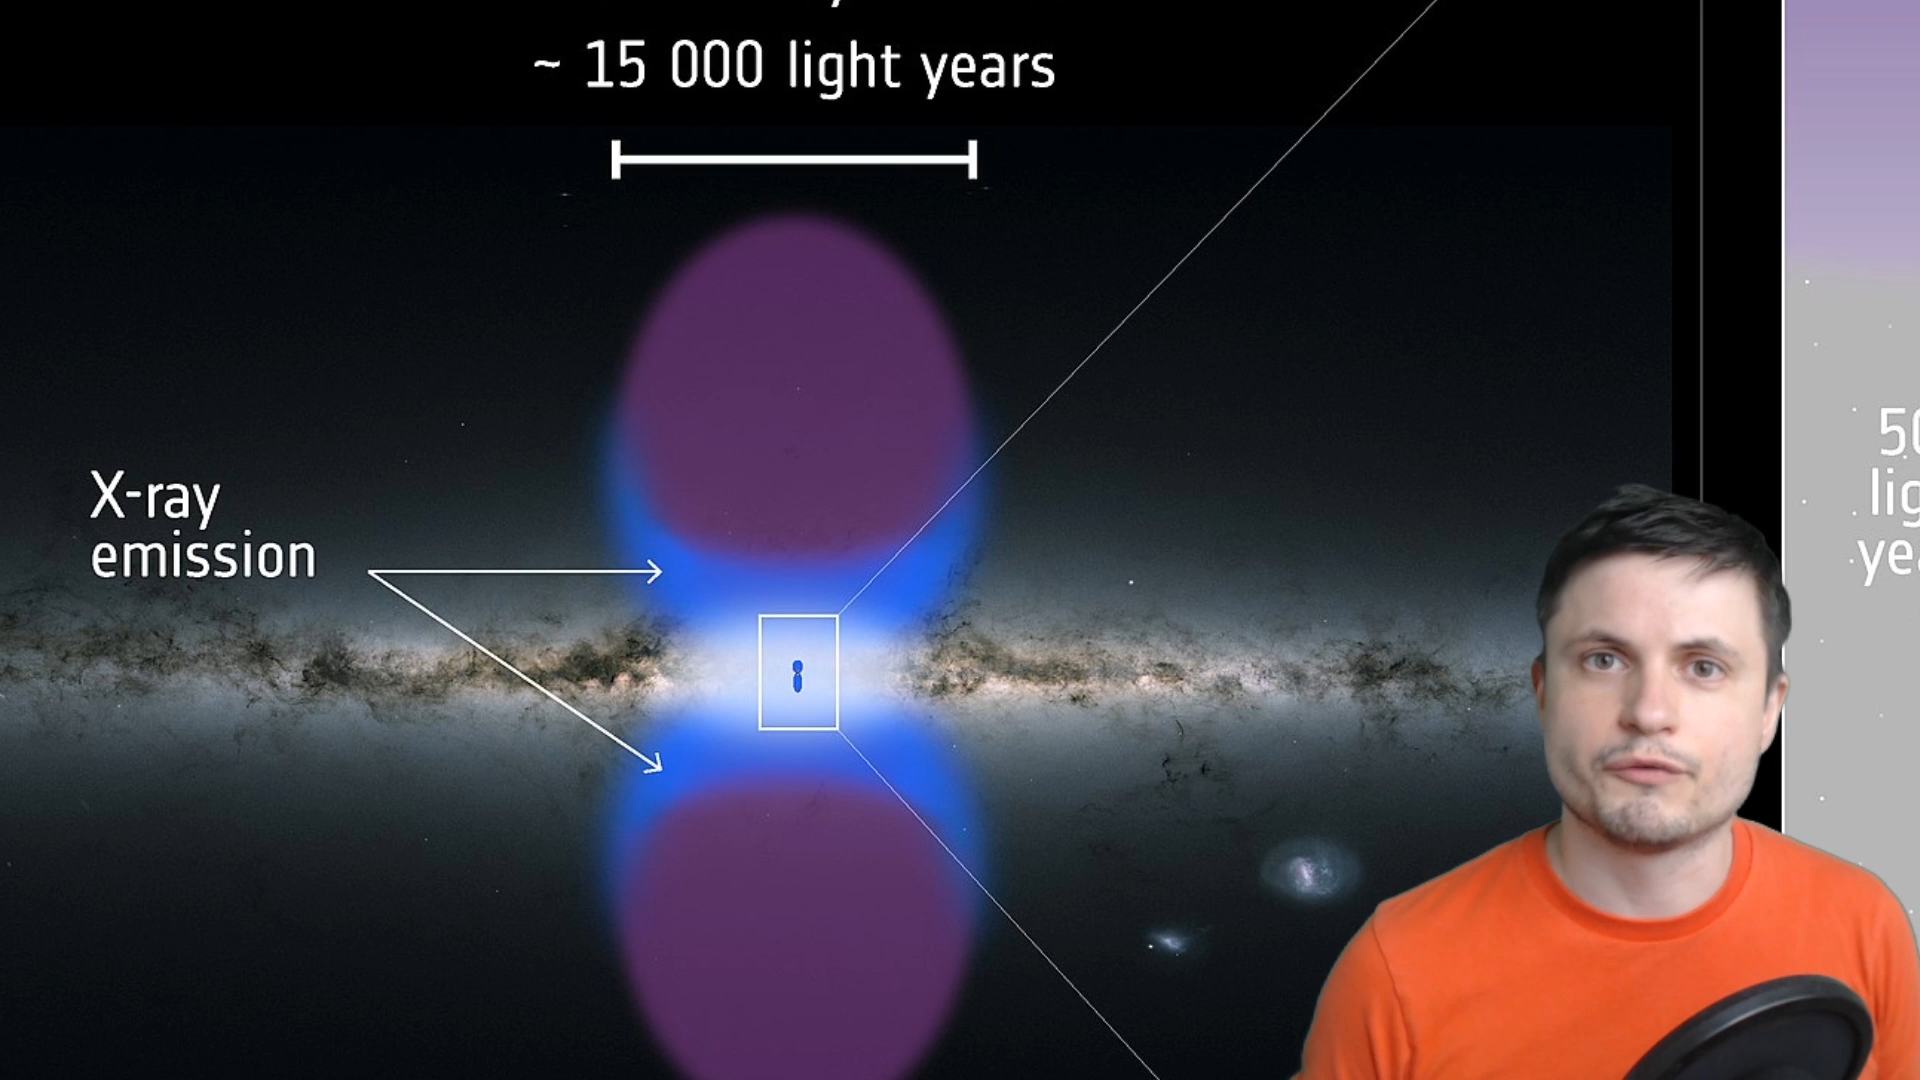 ~ 15 000 light years
X-ray
emission